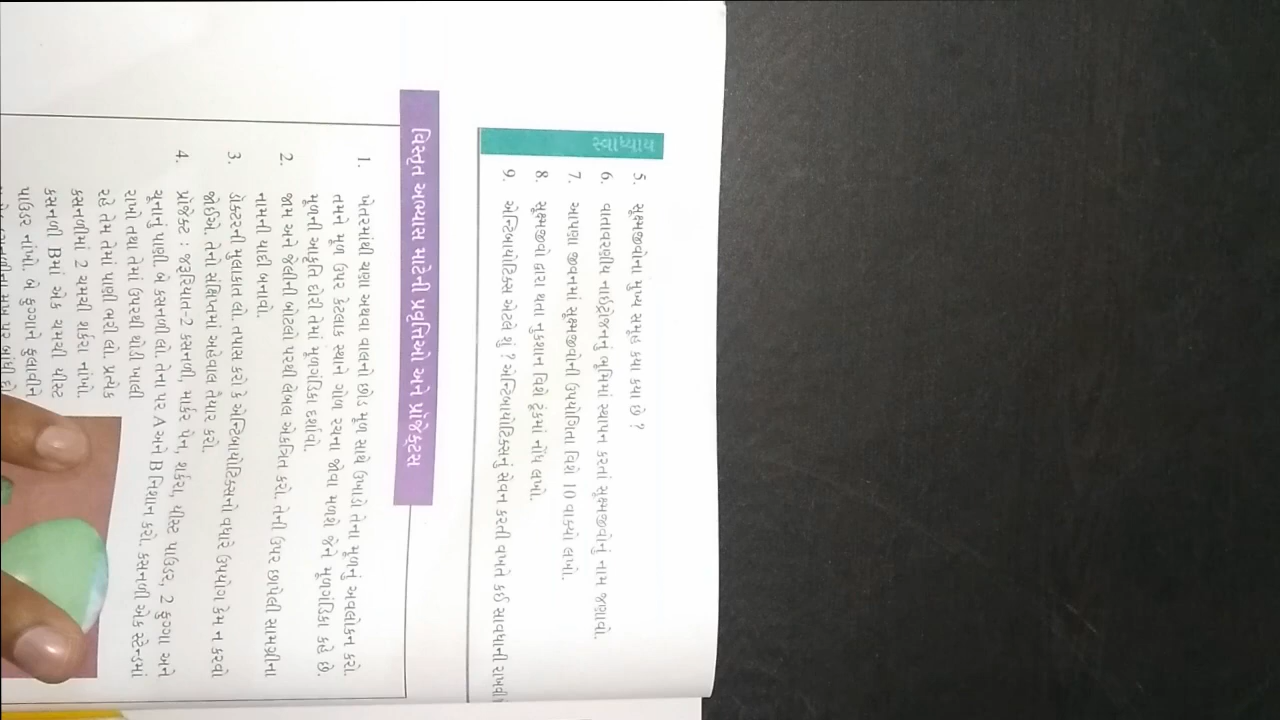 સ્વાધ્યાય
5. સૂક્ષ્મજીવોના મુખ્ય સમૂહ કયા કયા છે ?
6. વાતાવરણીય નાઈટ્રોજનનું ભૂમિમાં સ્થાપન કરતાં સૂક્ષ્મજીવોનું નામ જણાવો.
7. આપણા જીવનમાં સૂક્ષ્મજીવોની ઉપયોગિતા વિશે 10 વાક્યો લખો.
8. સૂક્ષ્મજીવો દ્વારા થતા નુકશાન વિશે ટૂંકમાં નોંધ લખો.
9. એન્ટિબાયોટિક્સ એટલે શું ? એન્ટિબાયોટિક્સનું સેવન કરતી વખતે કઈ સાવધાની રાખવી
વિસ્તૃત અભ્યાસ માટેની પ્રવૃત્તિઓ અને પ્રૉજેક્ટ્સ
1. ખેતરમાંથી ચણા અથવા વાલનો છોડ મૂળ સાથે ઉખાડી તેના મૂળનું અવલોકન કરો.
તમને મૂળ ઉપર કેટલાક સ્થાને ગોળ રચના જોવા મળશે જેને મૂળગંડિકા કહે છે.
મૂળની આકૃતિ દોરી તેમાં મૂળગંડિકા દર્શાવો.
2. જામ અને જેલીની બોટલો પરથી લેબલ એકત્રિત કરો. તેની ઉપર છાપેલી સામગ્રીના
નામની યાદી બનાવો.
3. ડૉક્ટરની મુલાકાત લો. તપાસ કરો કે એન્ટિબાયોટિક્સનો વધારે ઉપયોગ કેમ ન કરવો
જોઈએ. તેનો સંક્ષિપ્તમાં અહેવાલ તૈયાર કરો.
4. પ્રોજેક્ટ : જરૂરિયાત-2 કસનળી, માર્કર પેન, શર્કરા, યીસ્ટ પાઉડર, 2 ફુગ્ગા અને
ચૂનાનું પાણી બે કસનળી લો. તેના પર A અને B નિશાન કરો. કસનળી એક સ્ટેન્ડમાં
રાખો તથા તેમાં ઉપરથી થોડી ખાલી
રહે તેમ તેમાં પાણી ભરી લો. પ્રત્યેક
કસનળીમાં 2 ચમચી શર્કરા નાંખો.
કસનળી Bમાં એક ચમચી યીસ્ટ
પાઉડર નાંખો. બે ફુગ્ગાને ફુલાવીને